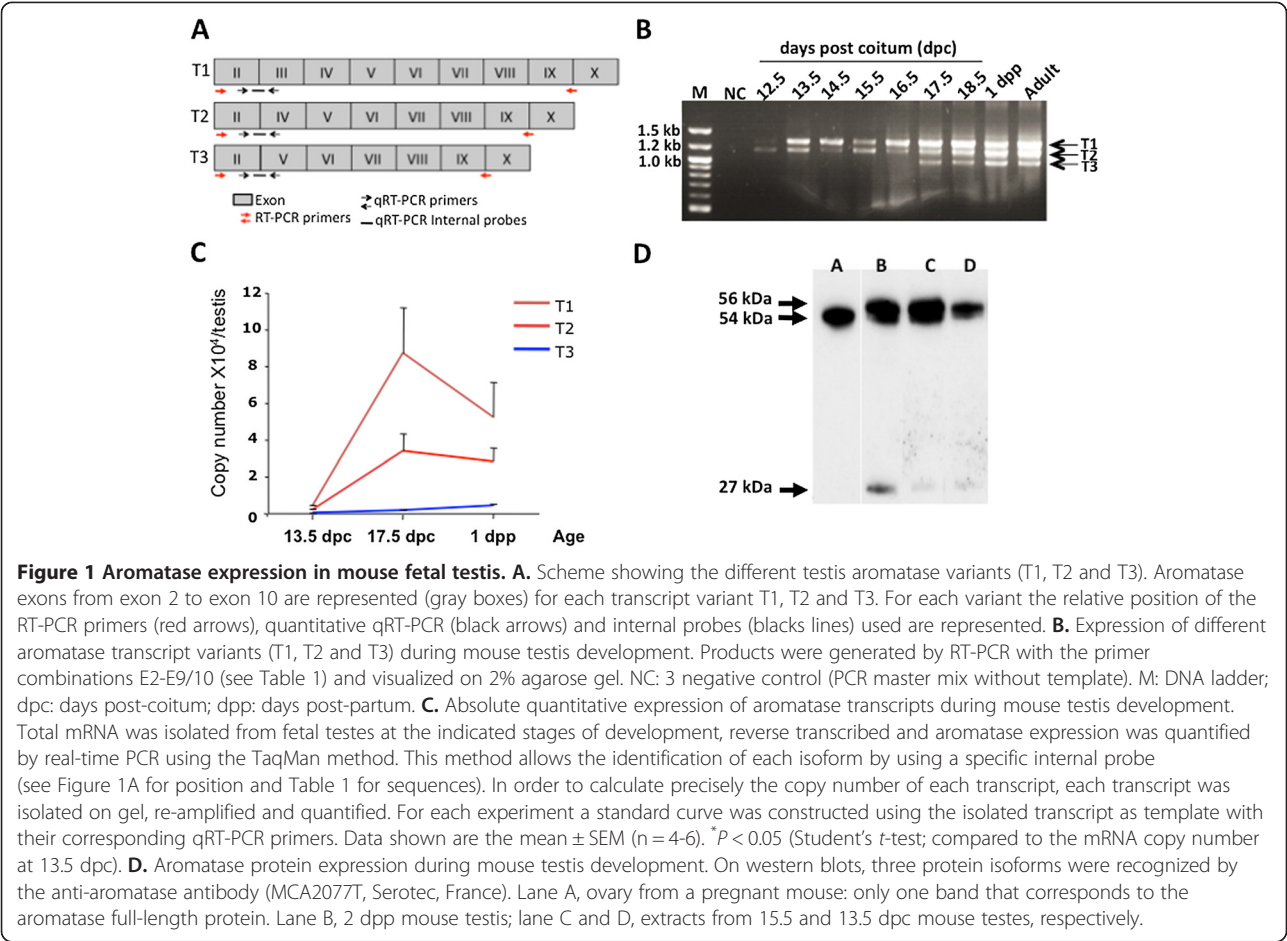 A
T1 II III IV V VI VII VIII IX X
T2 II IV V VI VII VIII IX X
T3 II V VI VII VIII IX X
Exon
qRT-PCR primers
RT-PCR primers
qRT-PCR Internal probes
B
days post coitum (dpc)
M NC 12.5 13.5 14.5 15.5 16.5 17.5 18.5 1 dpp Adult
1.5 kb
1.2 kb
1.0 kb
T1
T2
T3
C
Copy number X10⁴/testis
12
10
8
6
4
2
0
T1
T2
T3
13.5 dpc 17.5 dpc 1 dpp Age
D
A B C D
56 kDa
54 kDa
27 kDa
Figure 1 Aromatase expression in mouse fetal testis. A. Scheme showing the different testis aromatase variants (T1, T2 and T3). Aromatase
exons from exon 2 to exon 10 are represented (gray boxes) for each transcript variant T1, T2 and T3. For each variant the relative position of the
RT-PCR primers (red arrows), quantitative qRT-PCR (black arrows) and internal probes (blacks lines) used are represented. B. Expression of different
aromatase transcript variants (T1, T2 and T3) during mouse testis development. Products were generated by RT-PCR with the primer
combinations E2-E9/10 (see Table 1) and visualized on 2% agarose gel. NC: 3 negative control (PCR master mix without template). M: DNA ladder;
dpc: days post-coitum; dpp: days post-partum. C. Absolute quantitative expression of aromatase transcripts during mouse testis development.
Total mRNA was isolated from fetal testes at the indicated stages of development, reverse transcribed and aromatase expression was quantified
by real-time PCR using the TaqMan method. This method allows the identification of each isoform by using a specific internal probe
(see Figure 1A for position and Table 1 for sequences). In order to calculate precisely the copy number of each transcript, each transcript was
isolated on gel, re-amplified and quantified. For each experiment a standard curve was constructed using the isolated transcript as template with
their corresponding qRT-PCR primers. Data shown are the mean ± SEM (n = 4-6). *P < 0.05 (Student's t-test; compared to the mRNA copy number
at 13.5 dpc). D. Aromatase protein expression during mouse testis development. On western blots, three protein isoforms were recognized by
the anti-aromatase antibody (MCA2077T, Serotec, France). Lane A, ovary from a pregnant mouse: only one band that corresponds to the
aromatase full-length protein. Lane B, 2 dpp mouse testis; lane C and D, extracts from 15.5 and 13.5 dpc mouse testes, respectively.